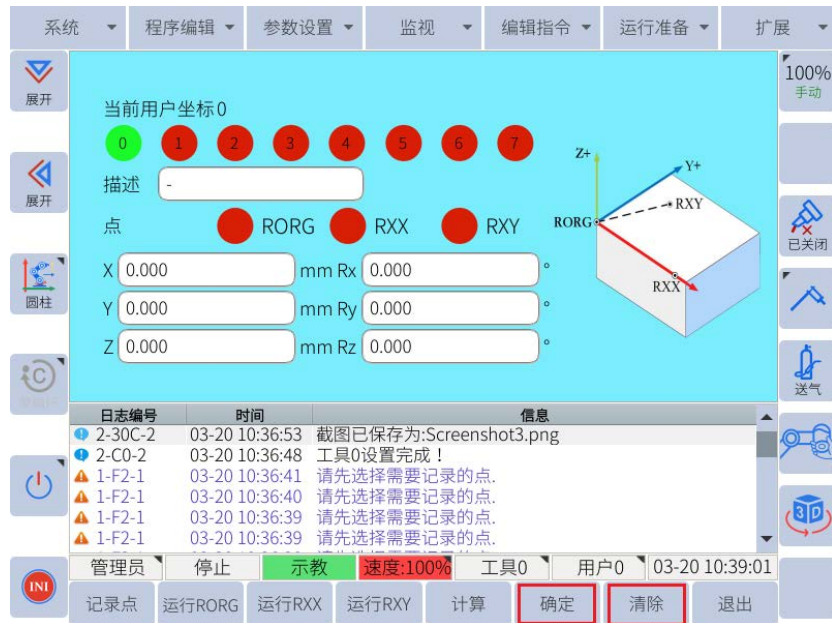 系统 程序编辑 参数设置 监视 编辑指令 运行准备 扩展
展开
100%
手动
当前用户坐标0
0 1 2 3 4 5 6 7
展开
描述 -
点 RORG RXX RXY
Z+
Y+
RXY
RORG
RXX
已关闭
圆柱
X 0.000 mm Rx 0.000 °
Y 0.000 mm Ry 0.000 °
Z 0.000 mm Rz 0.000 °
C
送气
日志编号 时间 信息
2-30C-2 03-20 10:36:53 截图已保存为:Screenshot3.png
2-C0-2 03-20 10:36:48 工具0设置完成！
1-F2-1 03-20 10:36:41 请先选择需要记录的点.
1-F2-1 03-20 10:36:40 请先选择需要记录的点.
1-F2-1 03-20 10:36:39 请先选择需要记录的点.
1-F2-1 03-20 10:36:39 请先选择需要记录的点.
3D
管理员 停止 示教 速度:100% 工具0 用户0 03-20 10:39:01
INI
记录点 运行RORG 运行RXX 运行RXY 计算 确定 清除 退出